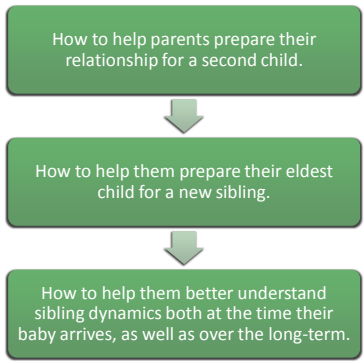 How to help parents prepare their
relationship for a second child.
How to help them prepare their eldest
child for a new sibling.
How to help them better understand
sibling dynamics both at the time their
baby arrives, as well as over the long-term.